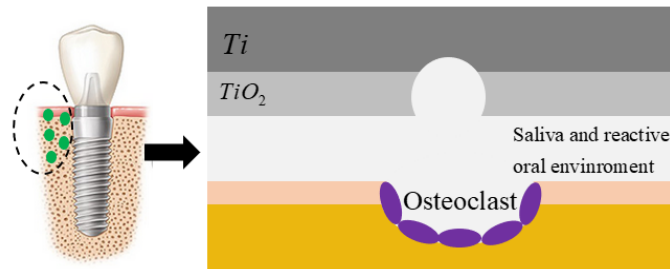 Ti
TiO₂
Saliva and reactive
oral envinroment
Osteoclast